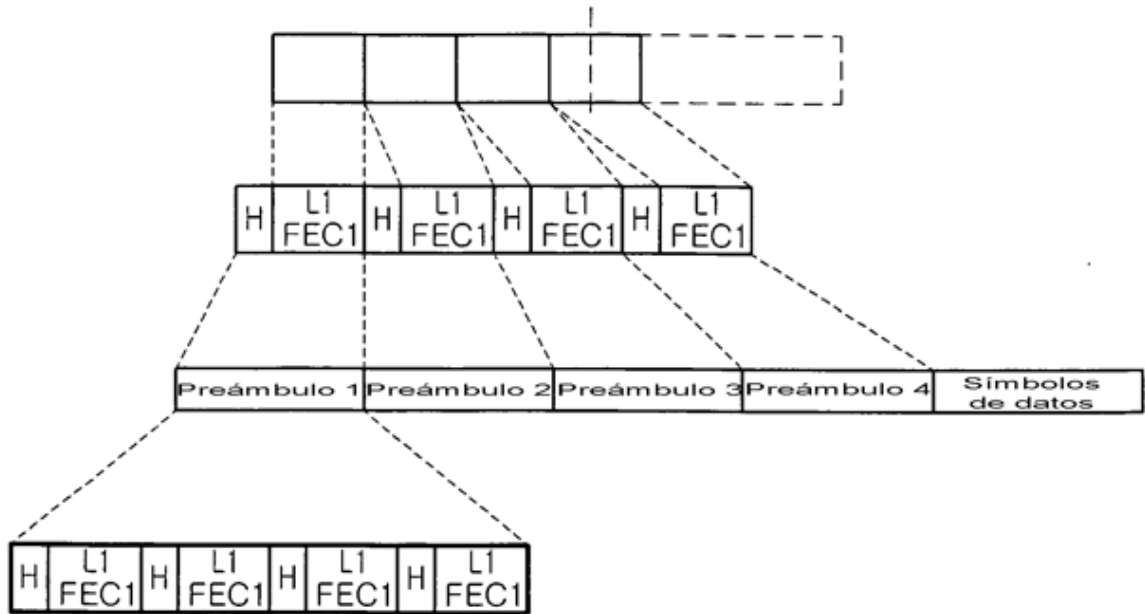 H L1 FEC1 H L1 FEC1 H L1 FEC1 H L1 FEC1
Preámbulo 1 Preámbulo 2 Preámbulo 3 Preámbulo 4 Símbolos de datos
H L1 FEC1 H L1 FEC1 H L1 FEC1 H L1 FEC1